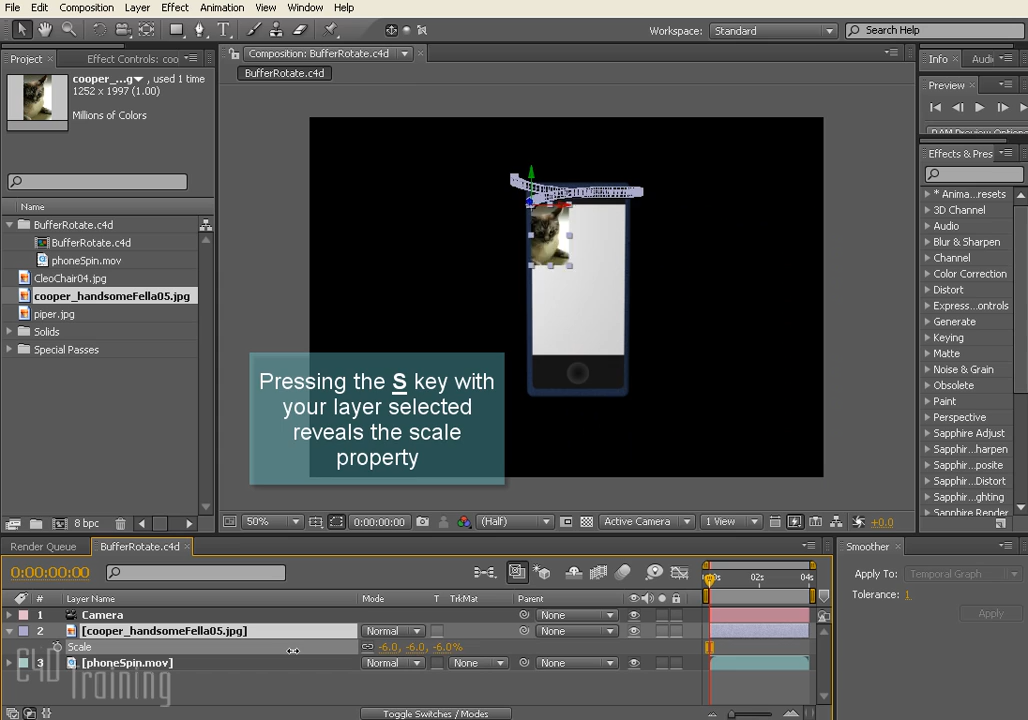 File Edit Composition Layer Effect Animation View Window Help
Workspace: Standard Search Help
Project Effect Controls: coo
Composition: BufferRotate.c4d
Info Audi
BufferRotate.c4d
cooper_...g , used 1 time
1252 x 1997 (1.00)
Millions of Colors
Preview
RAM Preview Options
Effects & Pres
Name
BufferRotate.c4d
BufferRotate.c4d
phoneSpin.mov
CleoChair04.jpg
cooper_handsomeFella05.jpg
piper.jpg
Solids
Special Passes
* Anima...resets
3D Channel
Audio
Blur & Sharpen
Channel
Color Correction
Distort
Express...ontrols
Generate
Keying
Matte
Noise & Grain
Obsolete
Paint
Perspective
Sapphire Adjust
Sapphir...harpen
Sapphir...posite
Sapphir...Distort
Sapphir...ghting
Sapphire Render
Pressing the S key with
your layer selected
reveals the scale
property
8 bpc
50% 0:00:00:00 (Half) Active Camera 1 View +0.0
Render Queue BufferRotate.c4d
Smoother
0:00:00:00
02s 04s
Apply To: Temporal Graph
Tolerance: 1
Apply
# Layer Name Mode T TrkMat Parent
1 Camera None
2 [cooper_handsomeFella05.jpg] Normal None
Scale -6.0, -6.0, -6.0%
3 [phoneSpin.mov] Normal None None
C4D
Training
Toggle Switches / Modes